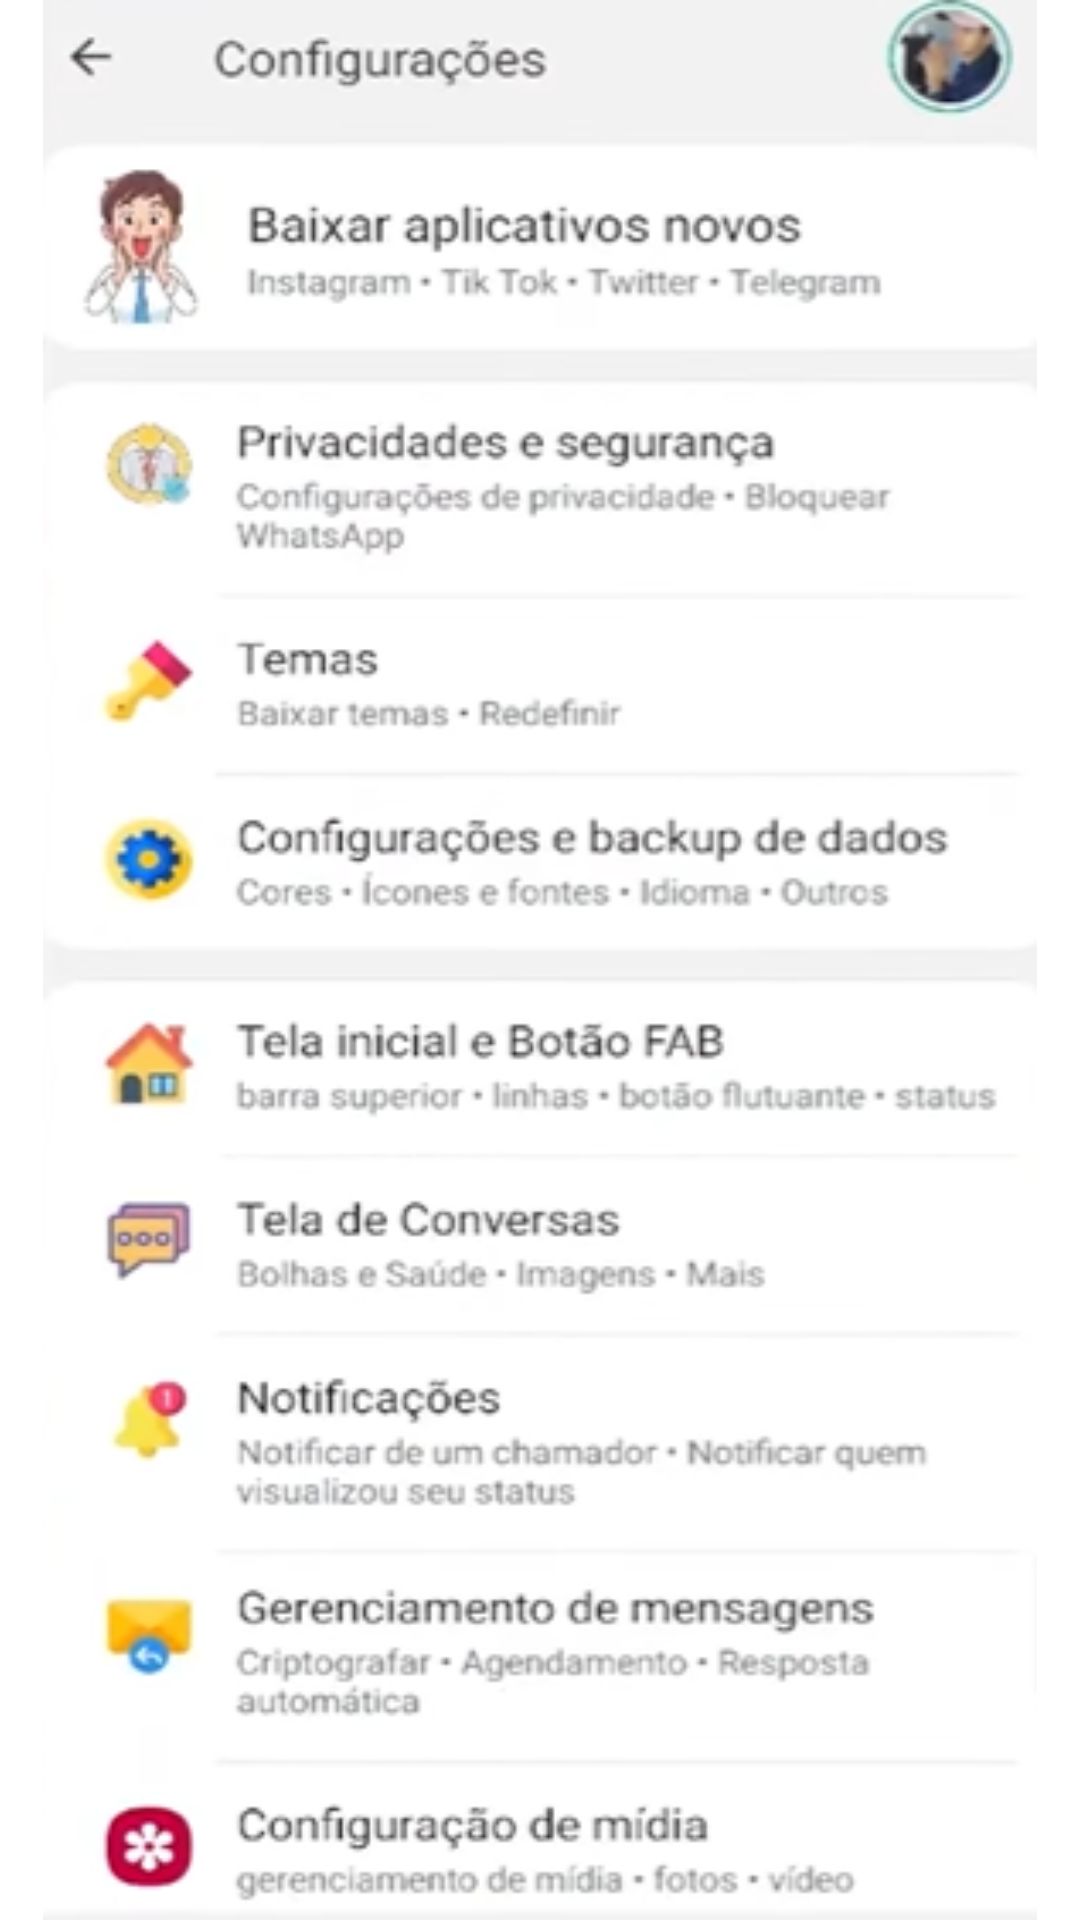 Configurações
Baixar aplicativos novos
Instagram • Tik Tok • Twitter • Telegram
Privacidades e segurança
Configurações de privacidade • Bloquear
WhatsApp
Temas
Baixar temas • Redefinir
Configurações e backup de dados
Cores • Ícones e fontes • Idioma • Outros
Tela inicial e Botão FAB
barra superior • linhas • botão flutuante • status
Tela de Conversas
Bolhas e Saúde • Imagens • Mais
1
Notificações
Notificar de um chamador • Notificar quem
visualizou seu status
Gerenciamento de mensagens
Criptografar • Agendamento • Resposta
automática
Configuração de mídia
gerenciamento de mídia • fotos • vídeo